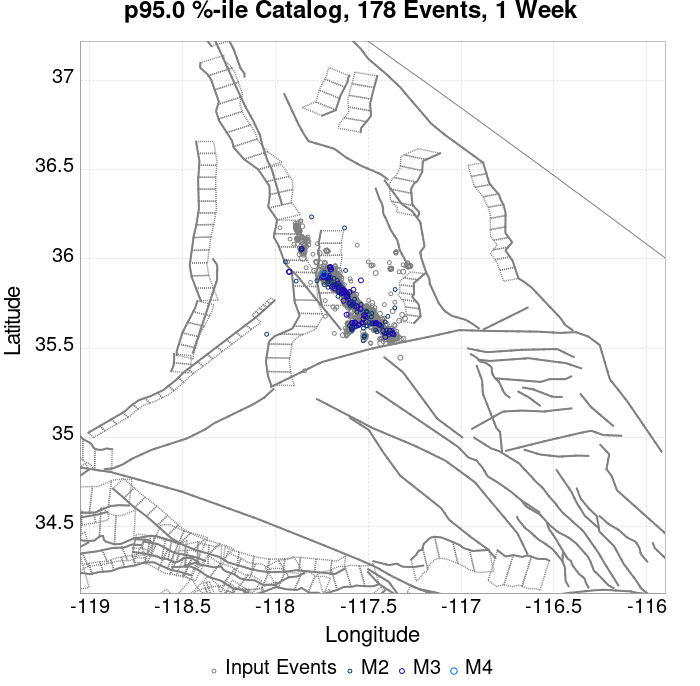 p95.0 %-ile Catalog, 178 Events, 1 Week
37
36.5
36
35.5
35
34.5
Latitude
-119
-118.5
-118
-117.5
-117
-116.5
-116
Longitude
Input Events
M2
M3
M4